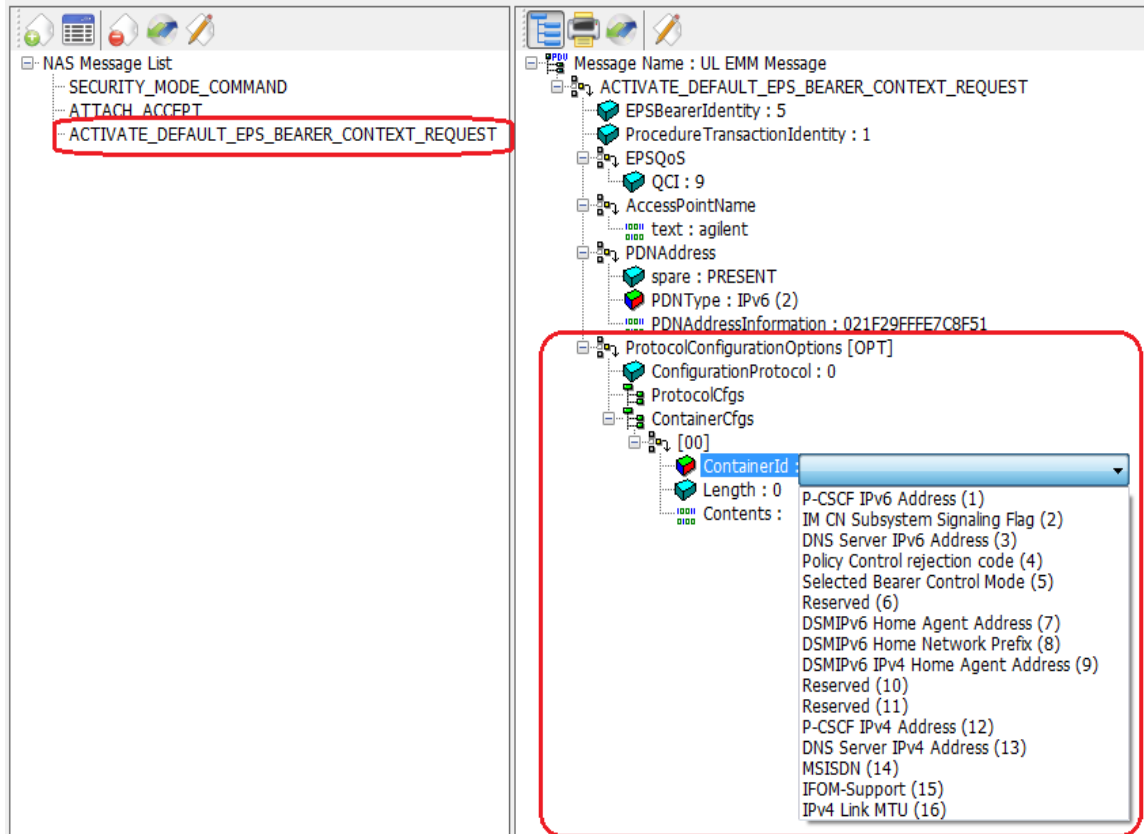 NAS Message List
SECURITY_MODE_COMMAND
ATTACH_ACCEPT
ACTIVATE_DEFAULT_EPS_BEARER_CONTEXT_REQUEST
PDU
Message Name : UL EMM Message
ACTIVATE_DEFAULT_EPS_BEARER_CONTEXT_REQUEST
EPSBearerIdentity : 5
ProcedureTransactionIdentity : 1
EPSQoS
QCI : 9
AccessPointName
text : agilent
PDNAddress
spare : PRESENT
PDNType : IPv6 (2)
PDNAddressInformation : 021F29FFFE7C8F51
ProtocolConfigurationOptions [OPT]
ConfigurationProtocol : 0
ProtocolCfgs
ContainerCfgs
[00]
ContainerId :
Length : 0
Contents :
P-CSCF IPv6 Address (1)
IM CN Subsystem Signaling Flag (2)
DNS Server IPv6 Address (3)
Policy Control rejection code (4)
Selected Bearer Control Mode (5)
Reserved (6)
DSMIPv6 Home Agent Address (7)
DSMIPv6 Home Network Prefix (8)
DSMIPv6 IPv4 Home Agent Address (9)
Reserved (10)
Reserved (11)
P-CSCF IPv4 Address (12)
DNS Server IPv4 Address (13)
MSISDN (14)
IFOM-Support (15)
IPv4 Link MTU (16)